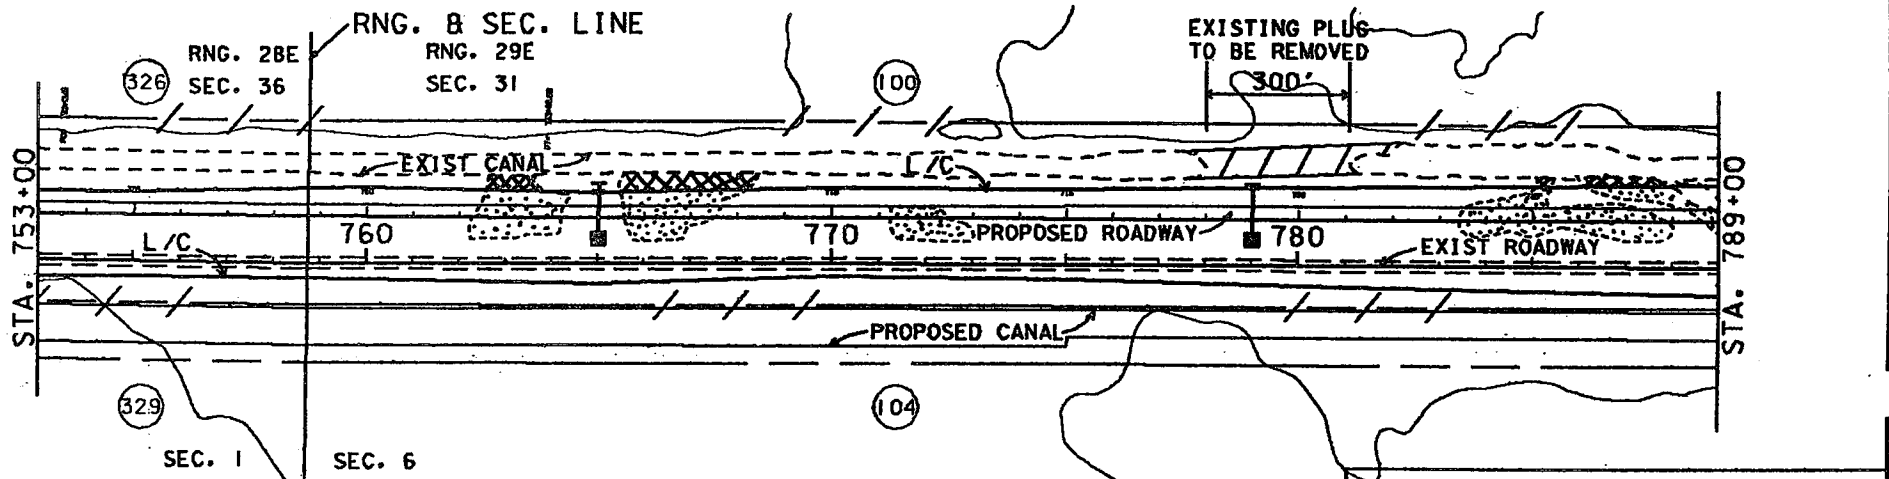 RNG. & SEC. LINE
RNG. 28E
RNG. 29E
326
SEC. 36
SEC. 31
100
EXISTING PLUG
TO BE REMOVED
300'
EXIST CANAL
L/C
STA. 753+00
STA. 789+00
760
770
PROPOSED ROADWAY
780
L/C
EXIST ROADWAY
PROPOSED CANAL
329
104
SEC. 1
SEC. 6